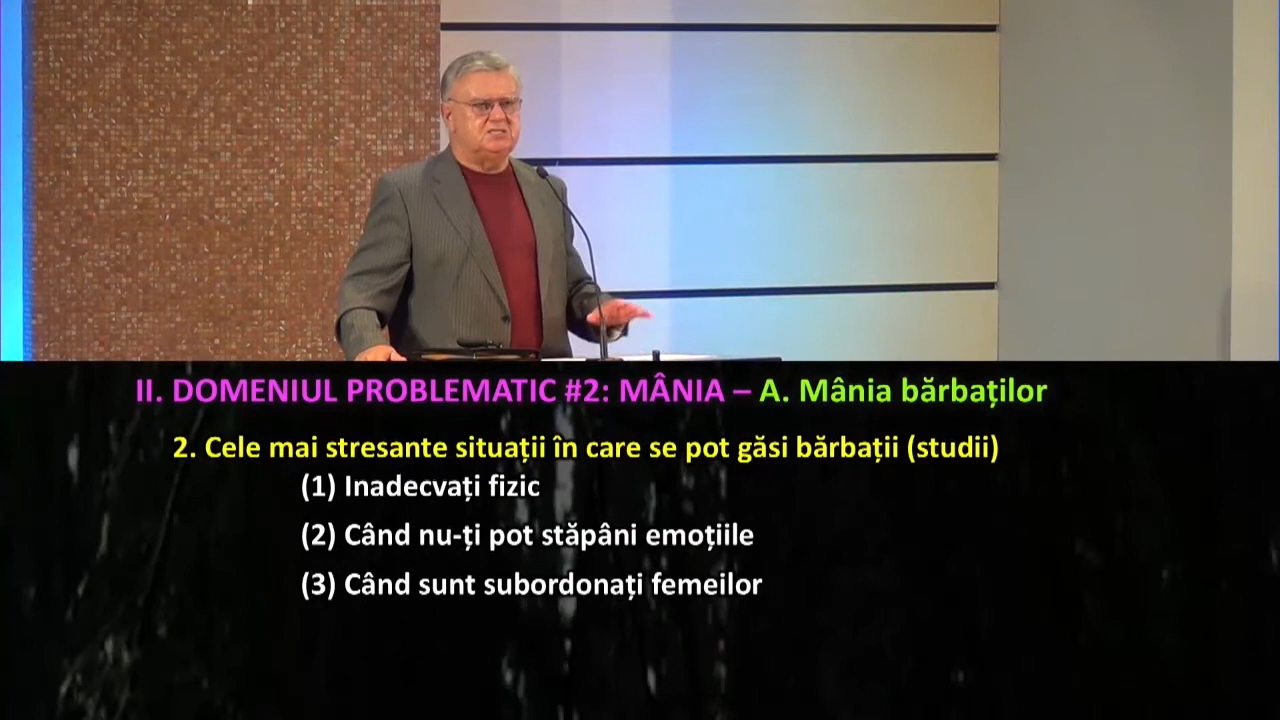 II. DOMENIUL PROBLEMATIC #2: MÂNIA – A. Mânia bărbaților
2. Cele mai stresante situații în care se pot găsi bărbații (studii)
(1) Inadecvați fizic
(2) Când nu-ți pot stăpâni emoțiile
(3) Când sunt subordonați femeilor